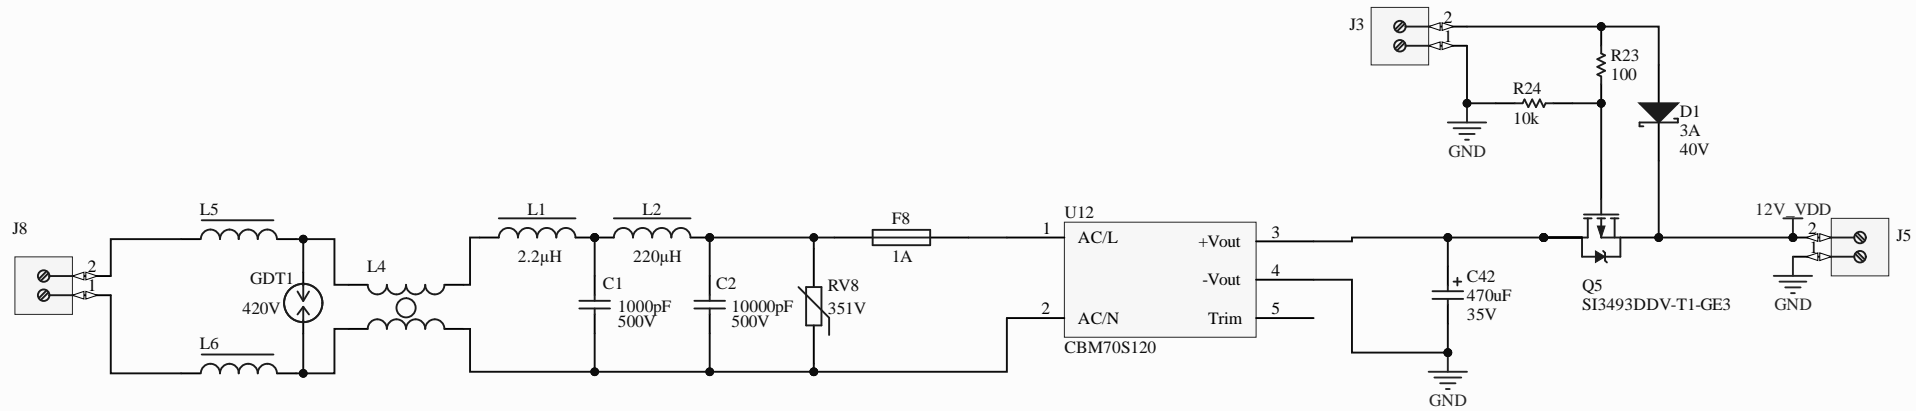 J3
2
1
R23
100
R24
10k
D1
3A
40V
GND
J8
2
1
L5
L6
GDT1
420V
L4
L1
2.2µH
L2
220µH
C1
1000pF
500V
C2
10000pF
500V
RV8
351V
F8
1A
U12
1
AC/L
2
AC/N
+Vout
3
-Vout
4
Trim
5
CBM70S120
+
C42
470uF
35V
GND
Q5
SI3493DDV-T1-GE3
12V_VDD
2
1
J5
GND